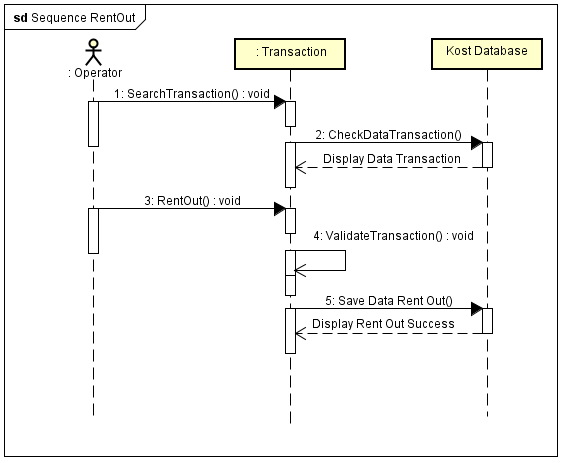 sd Sequence RentOut
: Operator
: Transaction
Kost Database
1: SearchTransaction() : void
2: CheckDataTransaction()
Display Data Transaction
3: RentOut() : void
4: ValidateTransaction() : void
5: Save Data Rent Out()
Display Rent Out Success